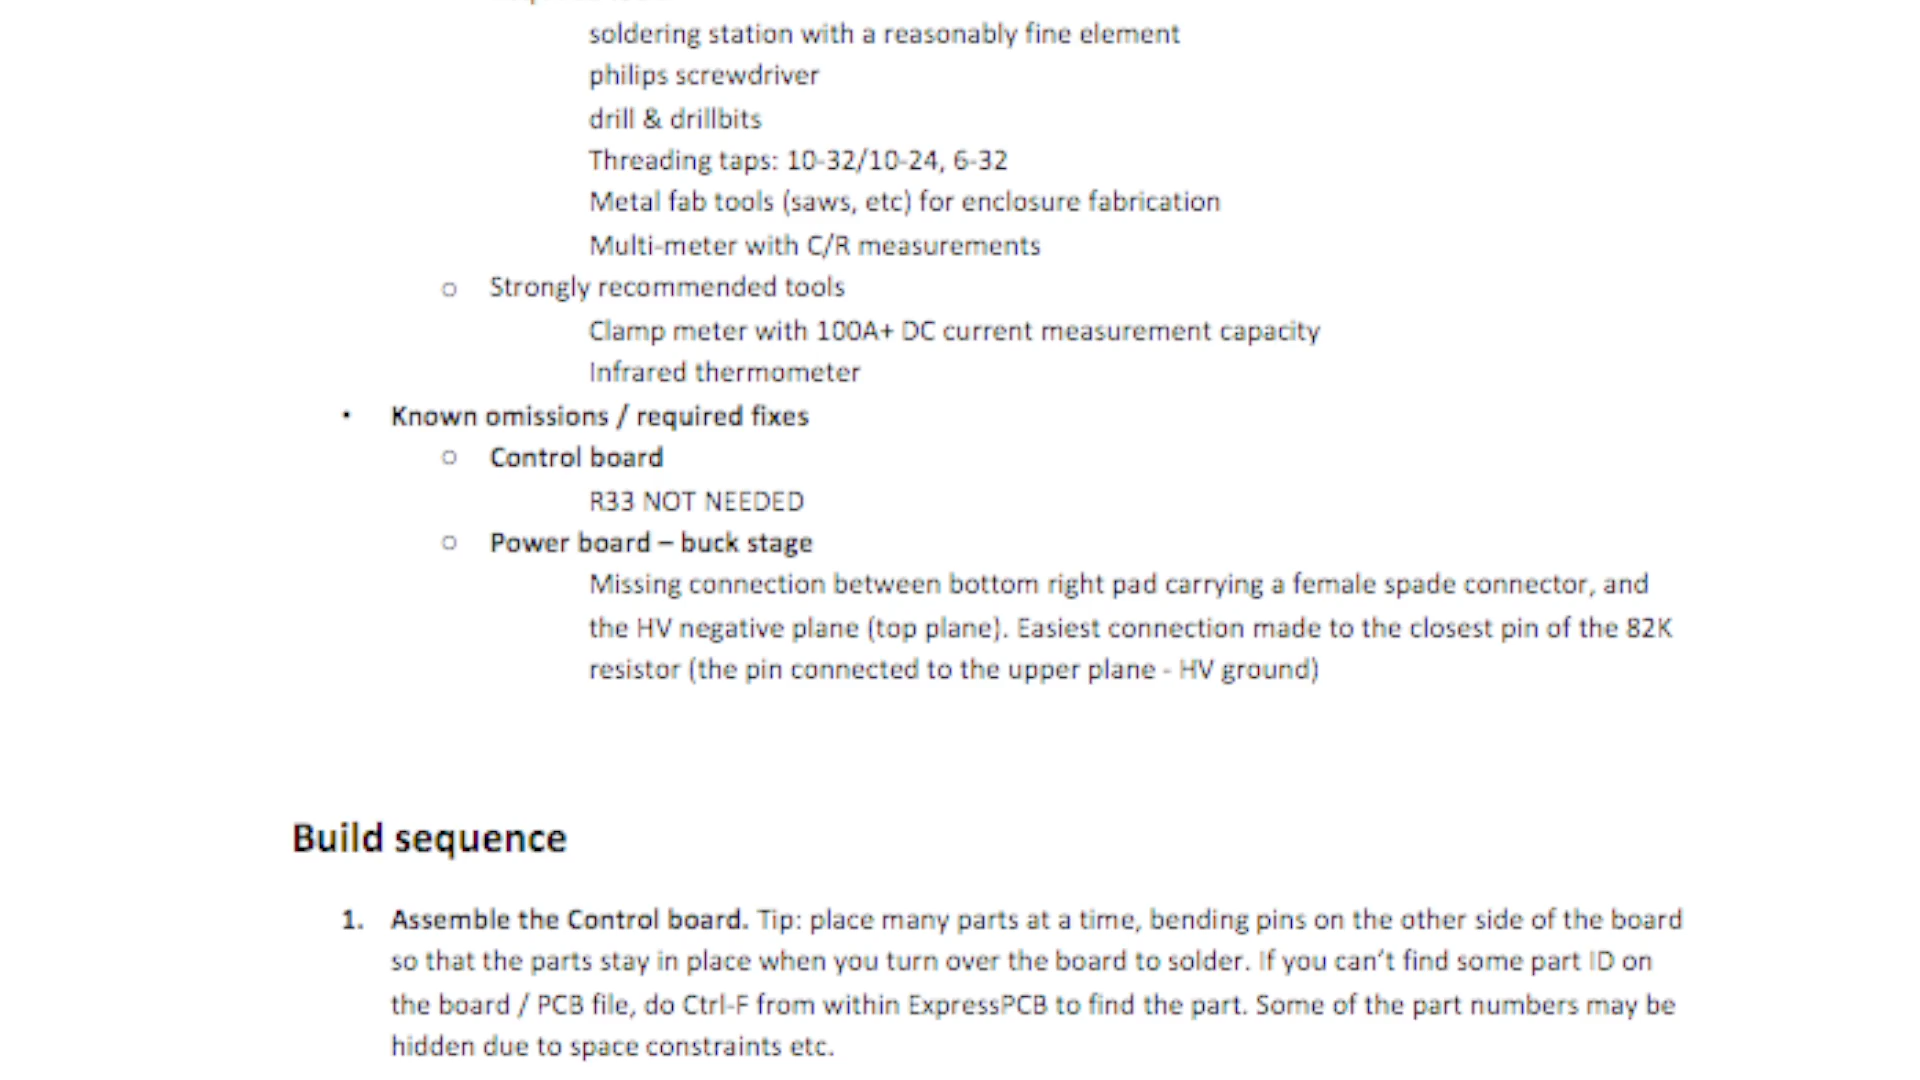 soldering station with a reasonably fine element
philips screwdriver
drill & drillbits
Threading taps: 10-32/10-24, 6-32
Metal fab tools (saws, etc) for enclosure fabrication
Multi-meter with C/R measurements
○ Strongly recommended tools
Clamp meter with 100A+ DC current measurement capacity
Infrared thermometer
• Known omissions / required fixes
○ Control board
R33 NOT NEEDED
○ Power board – buck stage
Missing connection between bottom right pad carrying a female spade connector, and
the HV negative plane (top plane). Easiest connection made to the closest pin of the 82K
resistor (the pin connected to the upper plane - HV ground)
Build sequence
1. Assemble the Control board. Tip: place many parts at a time, bending pins on the other side of the board
so that the parts stay in place when you turn over the board to solder. If you can’t find some part ID on
the board / PCB file, do Ctrl-F from within ExpressPCB to find the part. Some of the part numbers may be
hidden due to space constraints etc.